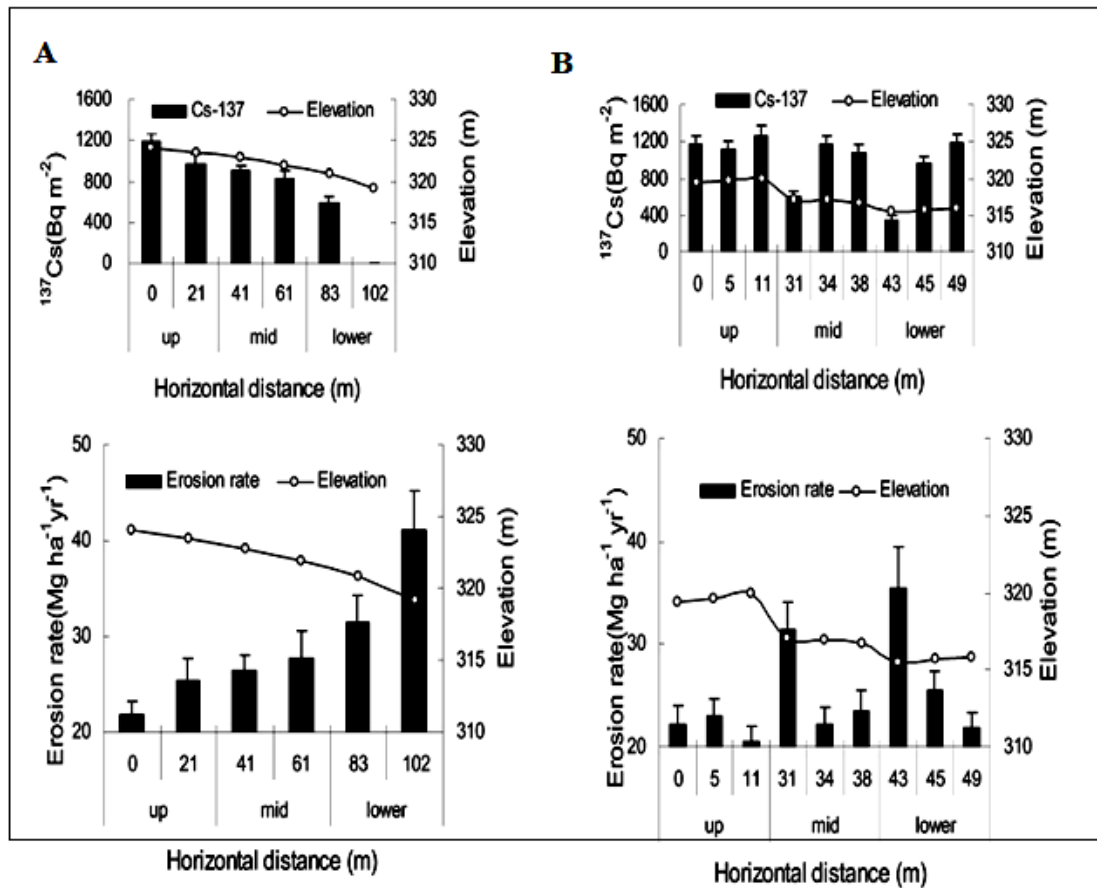 A
1600
1200
800
400
0
¹³⁷Cs(Bq m⁻²)
Cs-137
Elevation
330
325
320
315
310
Elevation (m)
0 21 41 61 83 102
up mid lower
Horizontal distance (m)
B
1600
1200
800
400
0
¹³⁷Cs(Bq m⁻²)
Cs-137
Elevation
330
325
320
315
310
Elevation (m)
0 5 11 31 34 38 43 45 49
up mid lower
Horizontal distance (m)
50
40
30
20
Erosion rate(Mg ha⁻¹yr⁻¹)
Erosion rate
Elevation
330
325
320
315
310
Elevation (m)
0 21 41 61 83 102
up mid lower
Horizontal distance (m)
50
40
30
20
Erosion rate(Mg ha⁻¹ yr⁻¹)
Erosion rate
Elevation
330
325
320
315
310
Elevation (m)
0 5 11 31 34 38 43 45 49
up mid lower
Horizontal distance (m)